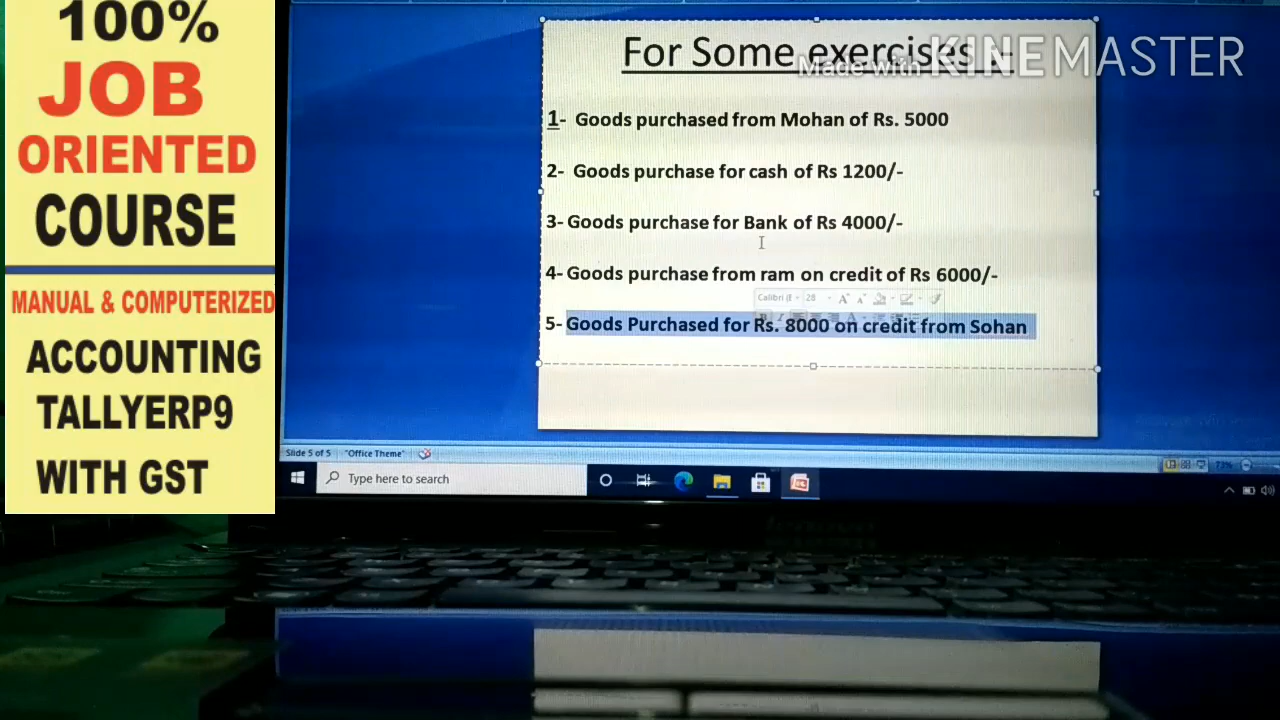 100%
JOB
ORIENTED
COURSE
MANUAL & COMPUTERIZED
ACCOUNTING
TALLYERP9
WITH GST
For Some exercises :-
Made with KINEMASTER
1- Goods purchased from Mohan of Rs. 5000
2- Goods purchase for cash of Rs 1200/-
3- Goods purchase for Bank of Rs 4000/-
4- Goods purchase from ram on credit of Rs 6000/-
Calibri (E 28
5- Goods Purchased for Rs. 8000 on credit from Sohan
Slide 5 of 5 "Office Theme" 73%
Type here to search